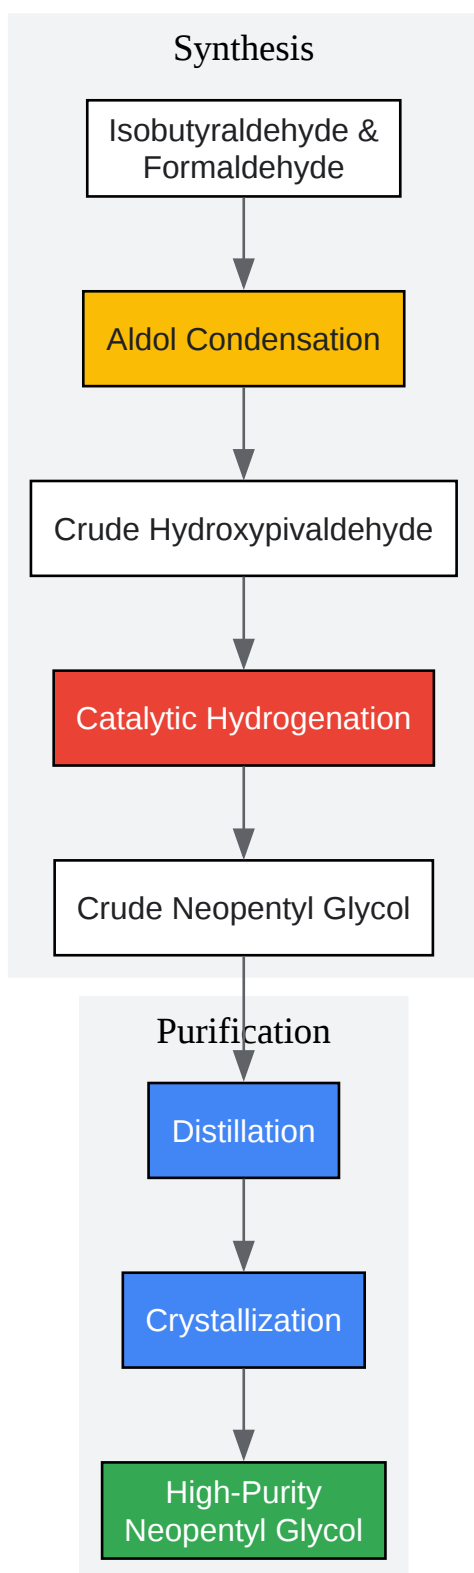 Synthesis
Isobutyraldehyde &
Formaldehyde
Aldol Condensation
Crude Hydroxypivaldehyde
Catalytic Hydrogenation
Crude Neopentyl Glycol
Purification
Distillation
Crystallization
High-Purity
Neopentyl Glycol